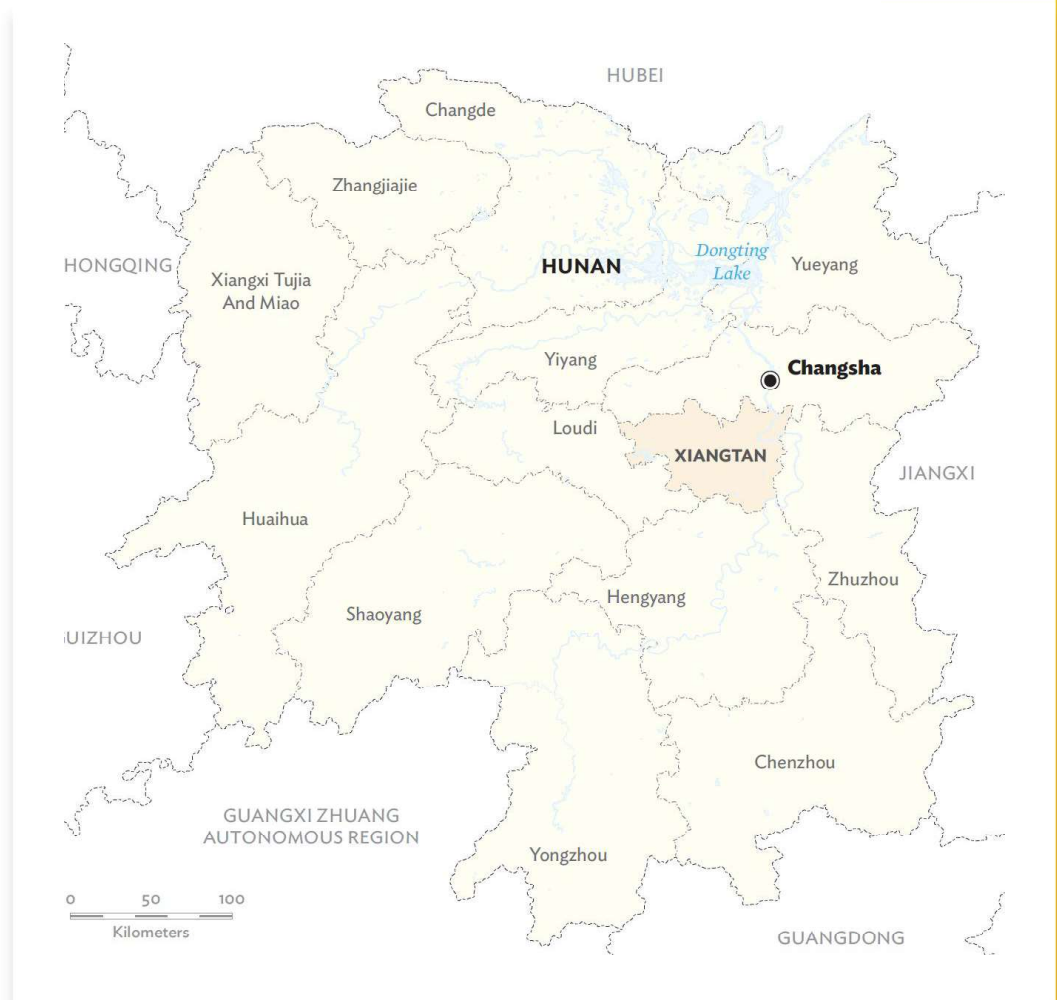 HUBEI
Changde
Zhangjiajie
HONGQING
Xiangxi Tujia
And Miao
HUNAN
Dongting
Lake
Yueyang
Yiyang
Changsha
Loudi
XIANGTAN
JIANGXI
Huaihua
Zhuzhou
Hengyang
Shaoyang
UIZHOU
Chenzhou
GUANGXI ZHUANG
AUTONOMOUS REGION
Yongzhou
0 50 100
Kilometers
GUANGDONG